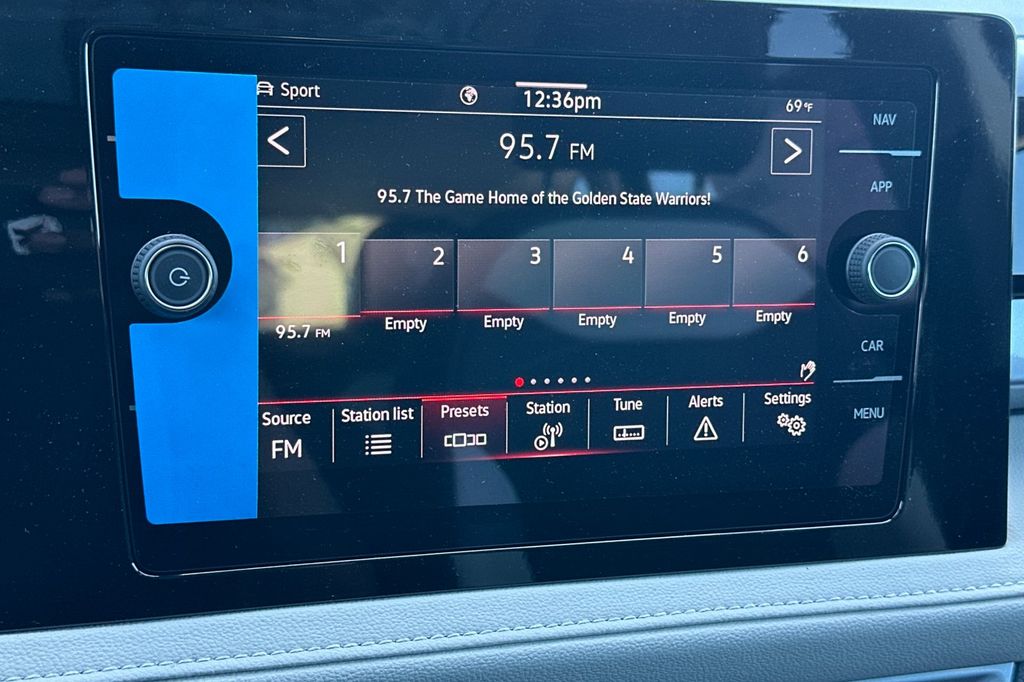 Sport
12:36pm
69°F
NAV
95.7 FM
APP
95.7 The Game Home of the Golden State Warriors!
1 2 3 4 5 6
95.7 FM Empty Empty Empty Empty Empty
CAR
Source Station list Presets Station Tune Alerts Settings
FM
MENU